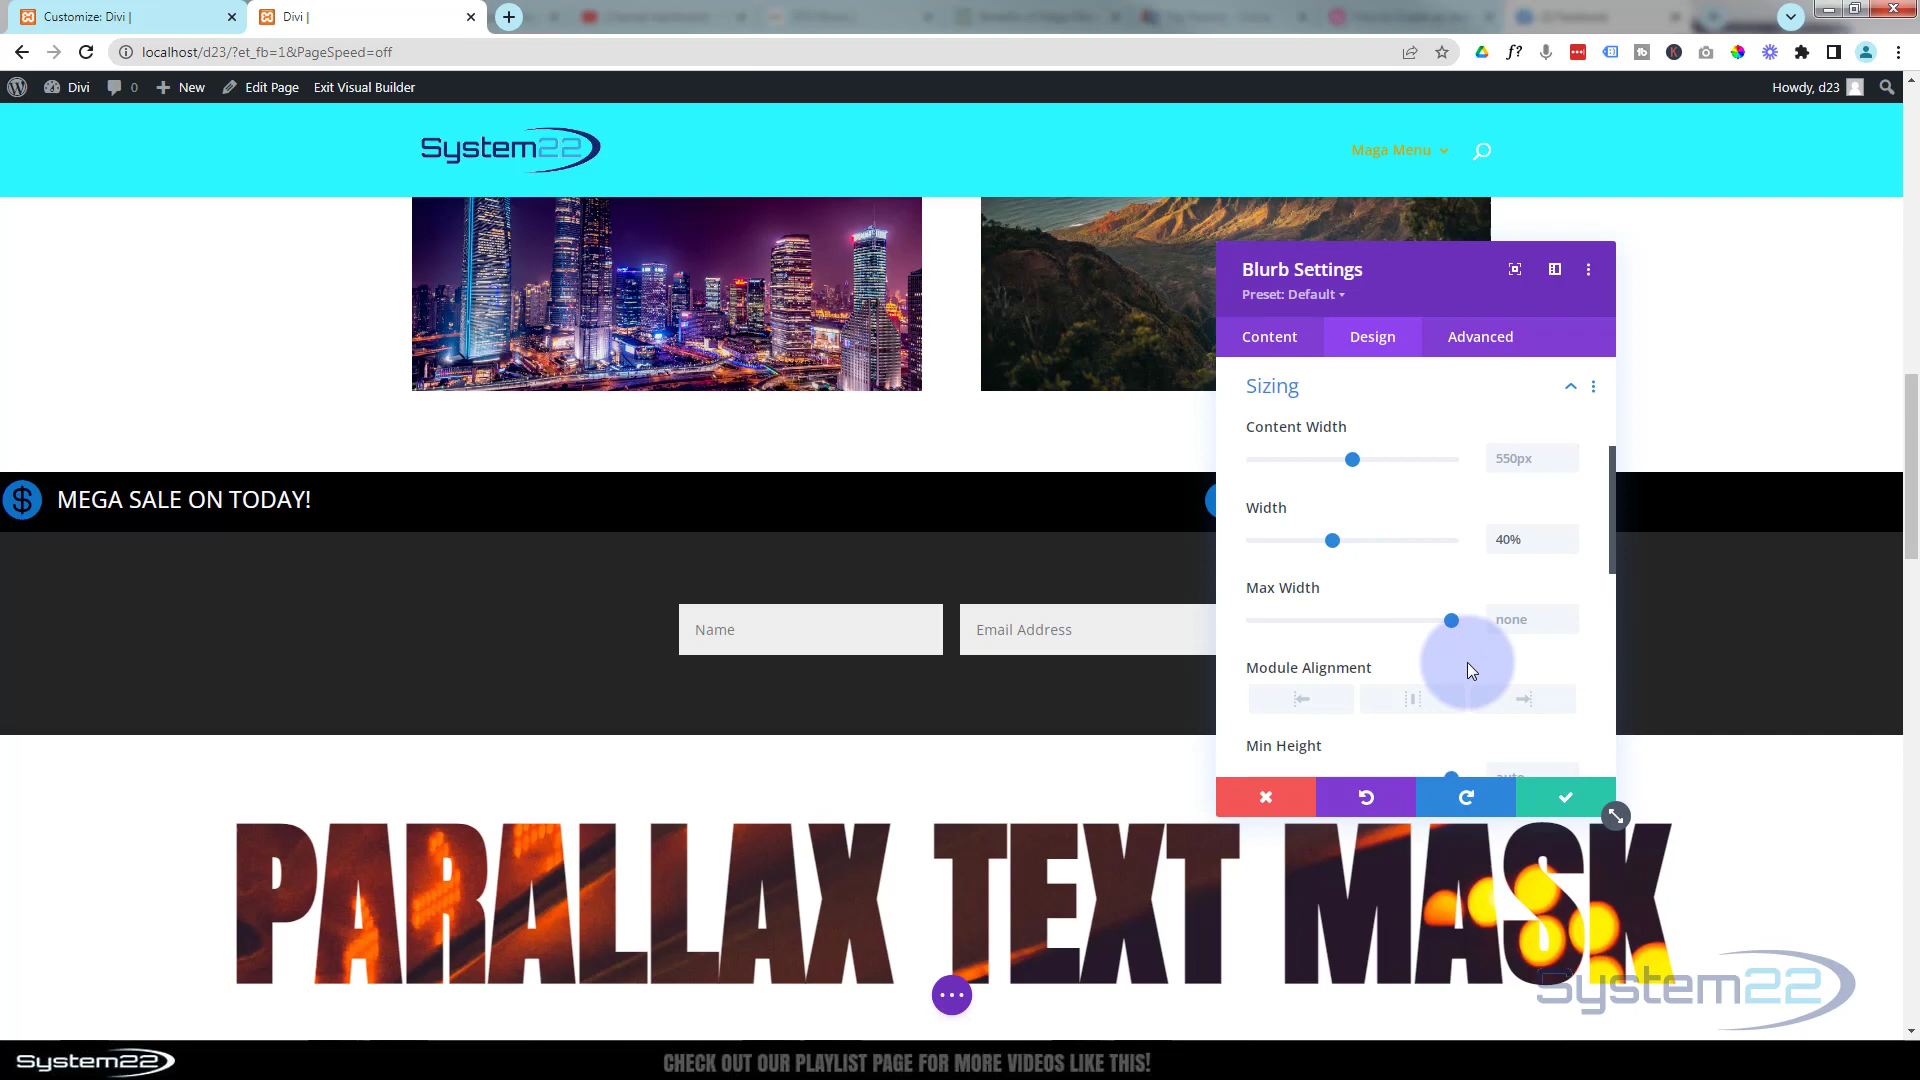 Customize: Divi |
Divi |
localhost/d23/?et_fb=1&PageSpeed=off
Divi
0
New
Edit Page
Exit Visual Builder
Howdy, d23
System22
Maga Menu
Blurb Settings
Preset: Default
Content
Design
Advanced
Sizing
Content Width
550px
MEGA SALE ON TODAY!
Width
40%
Max Width
none
Name
Email Address
Module Alignment
Min Height
auto
PARALLAX TEXT MASK
System22
System22
CHECK OUT OUR PLAYLIST PAGE FOR MORE VIDEOS LIKE THIS!